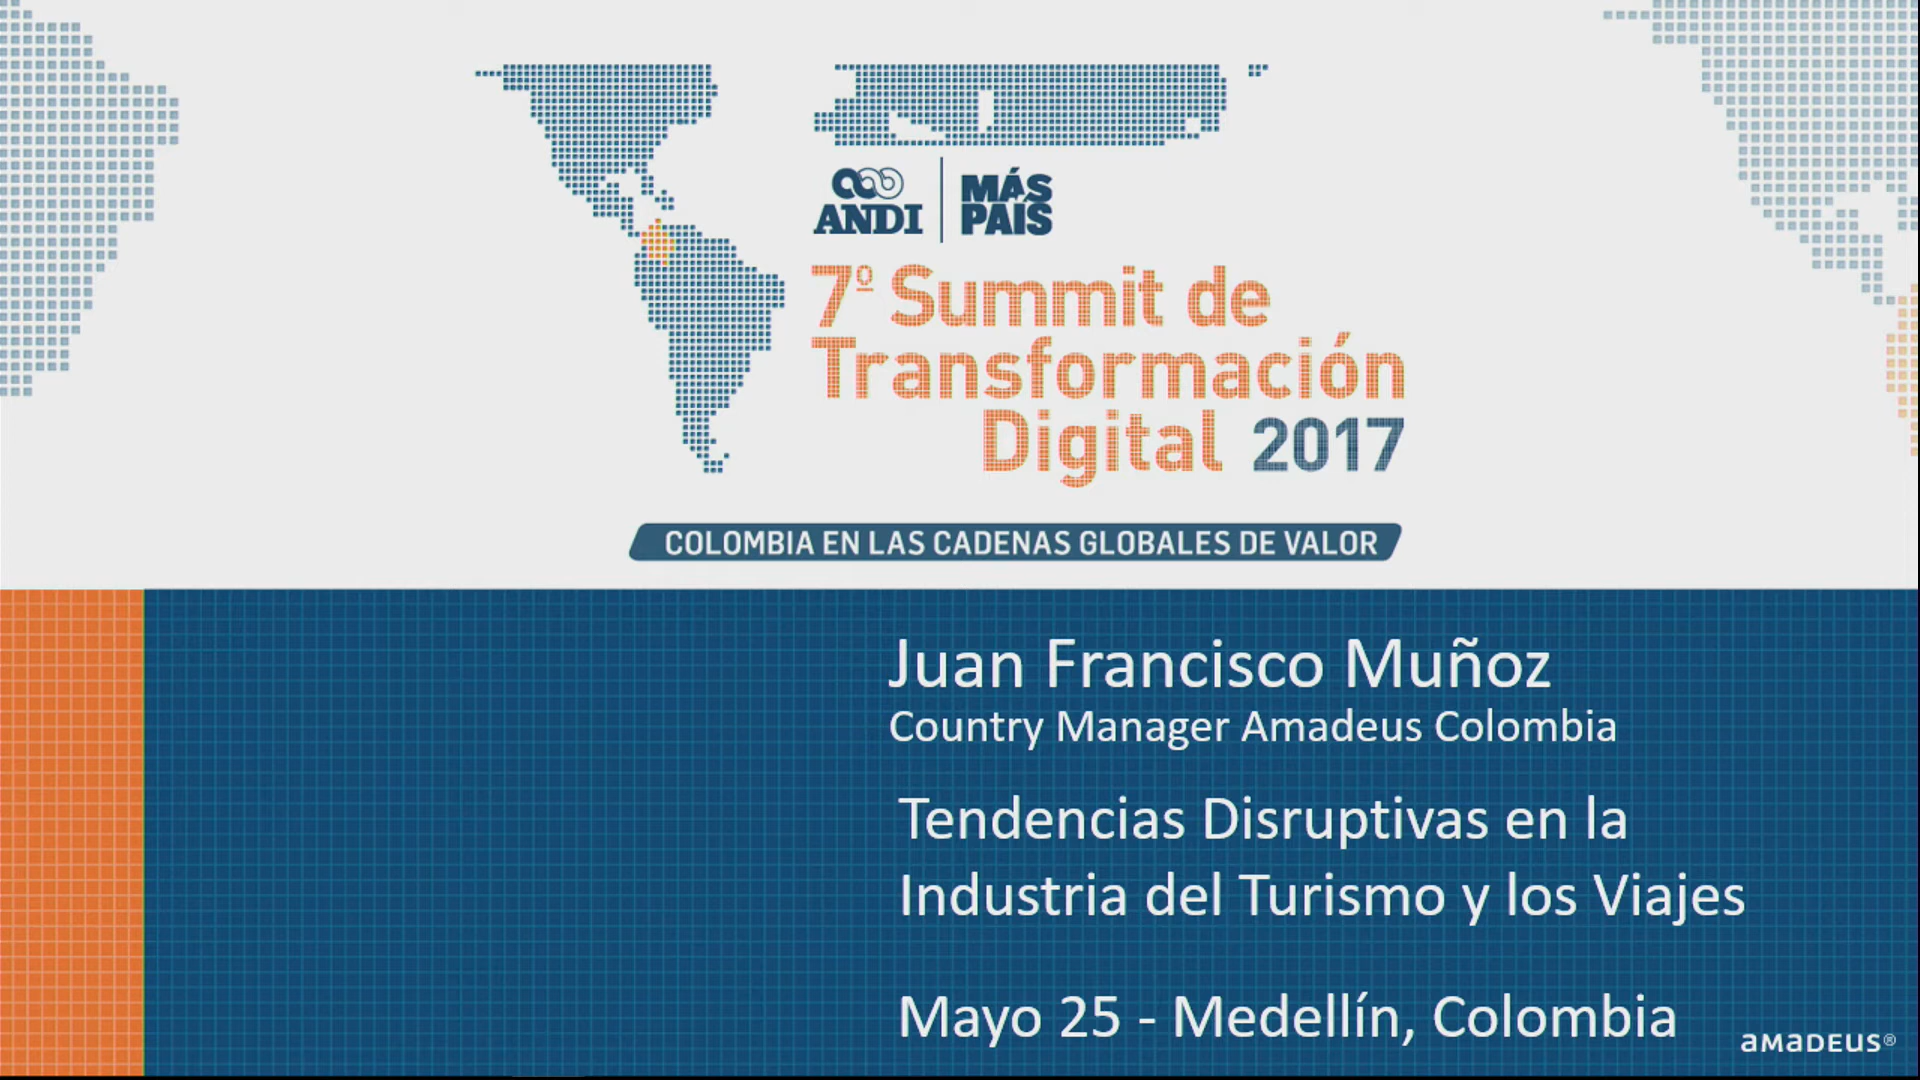 ANDI
MÁS
PAÍS
7º Summit de
Transformación
Digital 2017
COLOMBIA EN LAS CADENAS GLOBALES DE VALOR
Juan Francisco Muñoz
Country Manager Amadeus Colombia
Tendencias Disruptivas en la
Industria del Turismo y los Viajes
Mayo 25 - Medellín, Colombia
aMaDEUS®